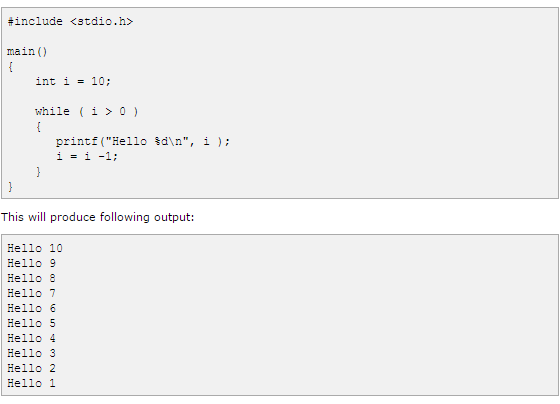 #include <stdio.h>
main()
{
    int i = 10;
    while ( i > 0 )
    {
       printf("Hello %d\n", i );
       i = i -1;
    }
}
This will produce following output:
Hello 10
Hello 9
Hello 8
Hello 7
Hello 6
Hello 5
Hello 4
Hello 3
Hello 2
Hello 1